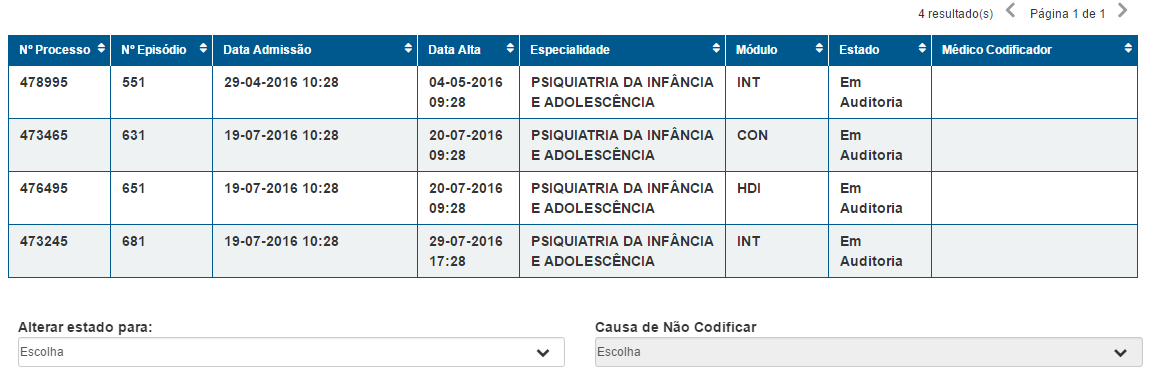 4 resultado(s) Página 1 de 1
Nº Processo Nº Episódio Data Admissão Data Alta Especialidade Módulo Estado Médico Codificador
478995 551 29-04-2016 10:28 04-05-2016 PSIQUIATRIA DA INFÂNCIA INT Em
09:28 E ADOLESCÊNCIA Auditoria
473465 631 19-07-2016 10:28 20-07-2016 PSIQUIATRIA DA INFÂNCIA CON Em
09:28 E ADOLESCÊNCIA Auditoria
476495 651 19-07-2016 10:28 20-07-2016 PSIQUIATRIA DA INFÂNCIA HDI Em
09:28 E ADOLESCÊNCIA Auditoria
473245 681 19-07-2016 10:28 29-07-2016 PSIQUIATRIA DA INFÂNCIA INT Em
17:28 E ADOLESCÊNCIA Auditoria
Alterar estado para: Causa de Não Codificar
Escolha Escolha